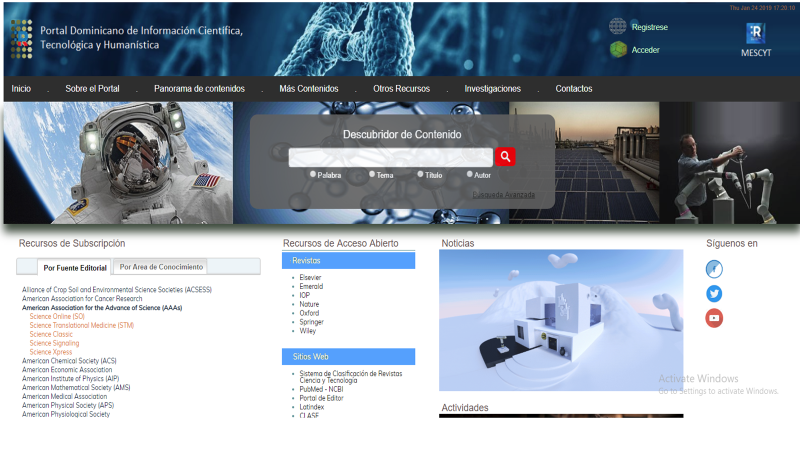 Thu Jan 24 2019 17:20:18
Portal Dominicano de Información Científica,
Tecnológica y Humanística
Registrese
Acceder
MESCYT
Inicio . Sobre el Portal . Panorama de contenidos . Más Contenidos . Otros Recursos . Investigaciones . Contactos
Descubridor de Contenido
Palabra Tema Título Autor
Búsqueda Avanzada
Recursos de Subscripción
Por Fuente Editorial Por Area de Conocimiento
Alliance of Crop Soil and Environmental Science Societies (ACSESS)
American Association for Cancer Research
American Association for the Advance of Science (AAAs)
Science Online (SO)
Science Translational Medicine (STM)
Science Classic
Science Signaling
Science Xpress
American Chemical Society (ACS)
American Economic Association
American Institute of Physics (AIP)
American Mathematical Society (AMS)
American Medical Association
American Physical Society (APS)
American Physiological Society
Recursos de Acceso Abierto
Revistas
Elsevier
Emerald
IOP
Nature
Oxford
Springer
Wiley
Sitios Web
Sistema de Clasificación de Revistas
Ciencia y Tecnología
PubMed - NCBI
Portal de Editor
Latindex
CLASE
Noticias
Actividades
Síguenos en
Activate Windows
Go to Settings to activate Windows.